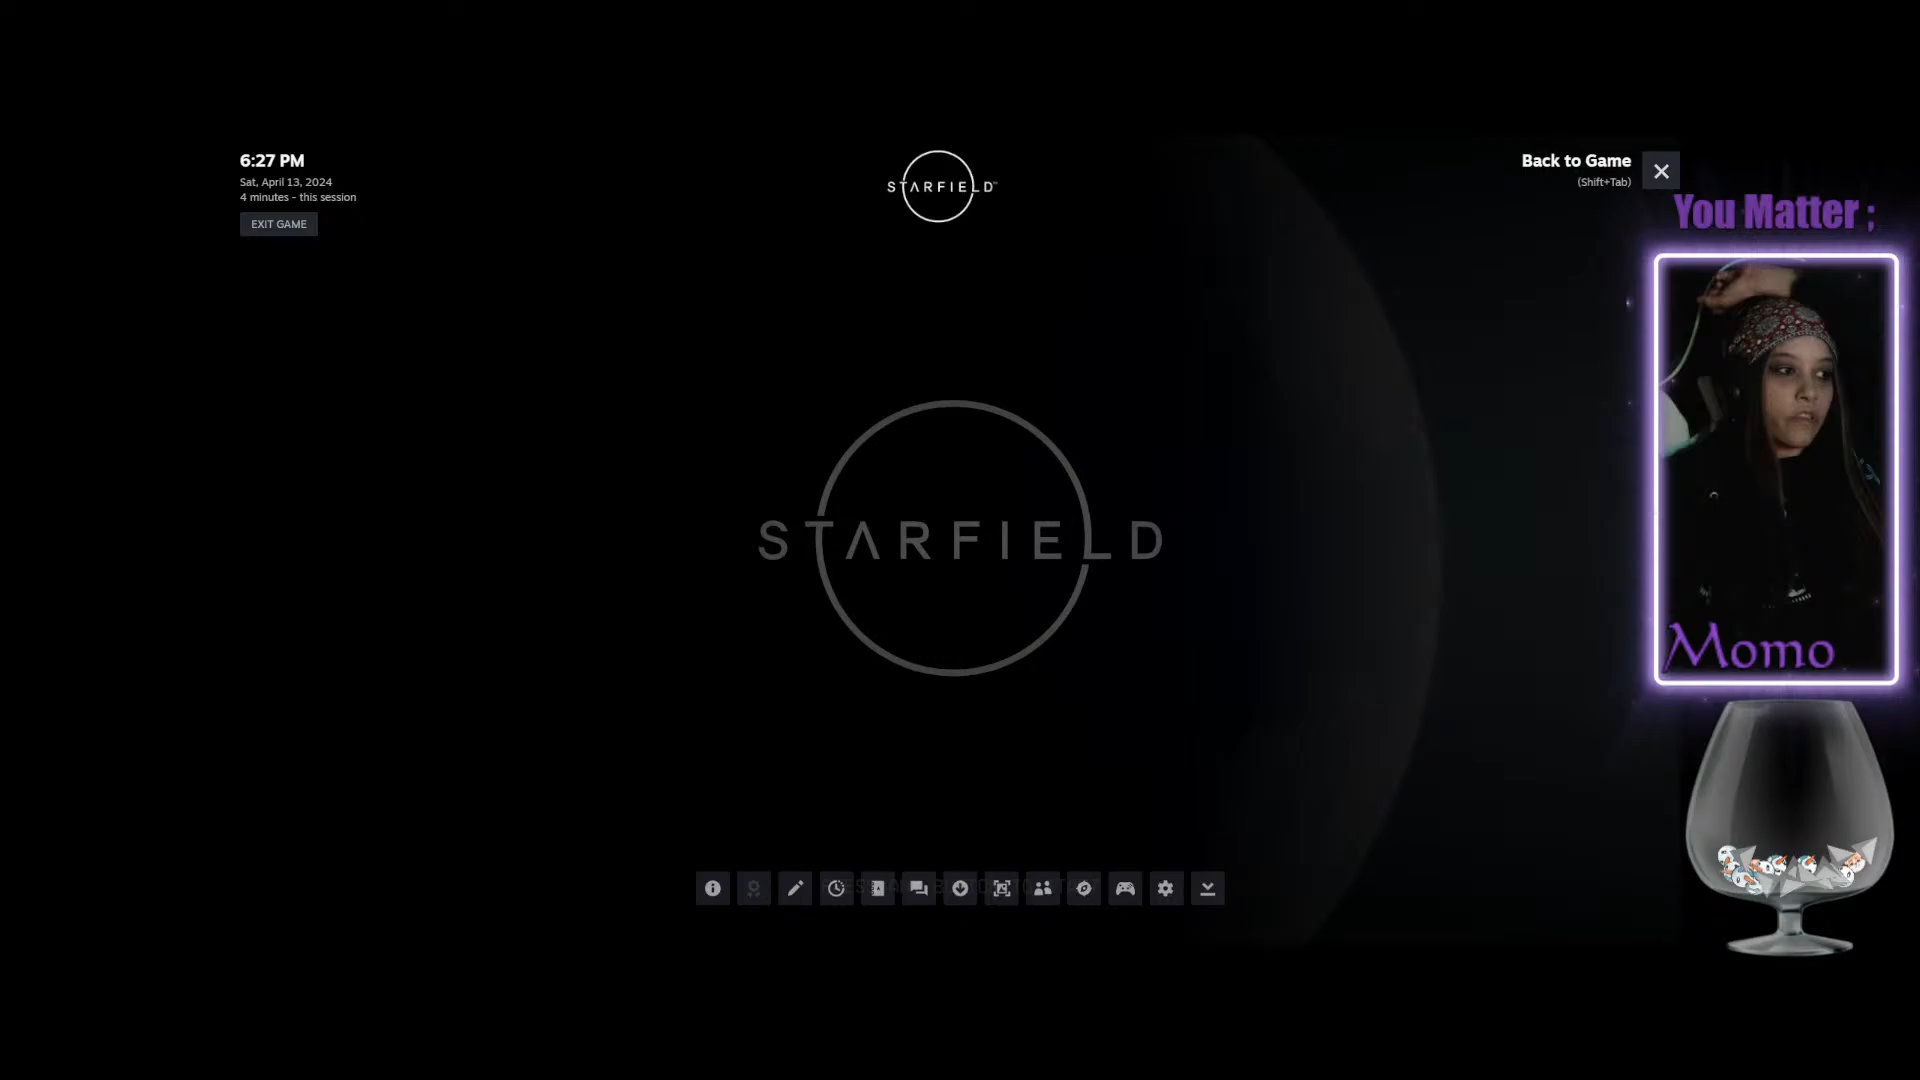 6:27 PM
Sat, April 13, 2024
4 minutes - this session
EXIT GAME
STARFIELD™
Back to Game
(Shift+Tab)
You Matter ;
STARFIELD
Momo